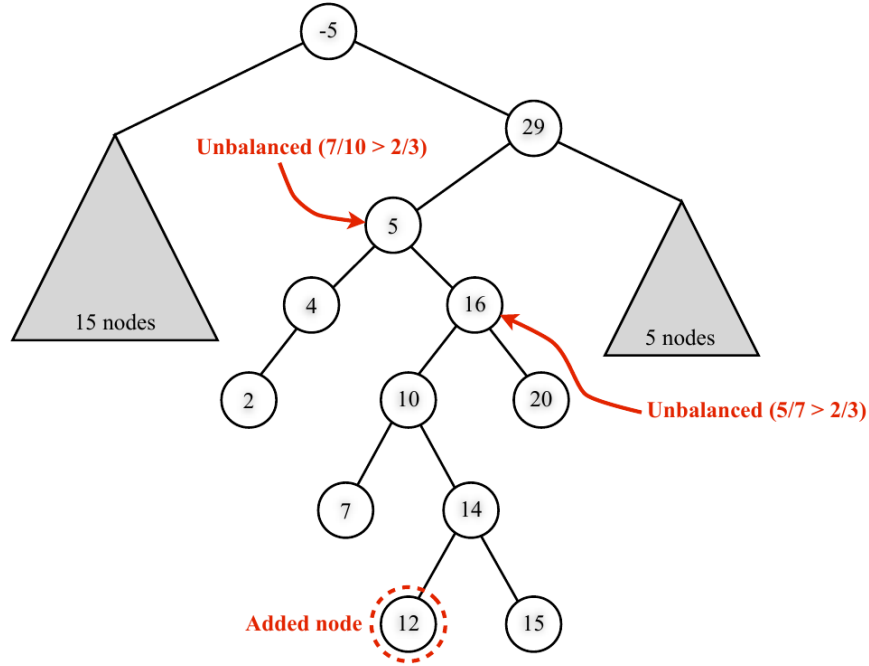 -5
29
Unbalanced (7/10 > 2/3)
5
4
16
15 nodes
5 nodes
2
10
20
Unbalanced (5/7 > 2/3)
7
14
Added node
12
15